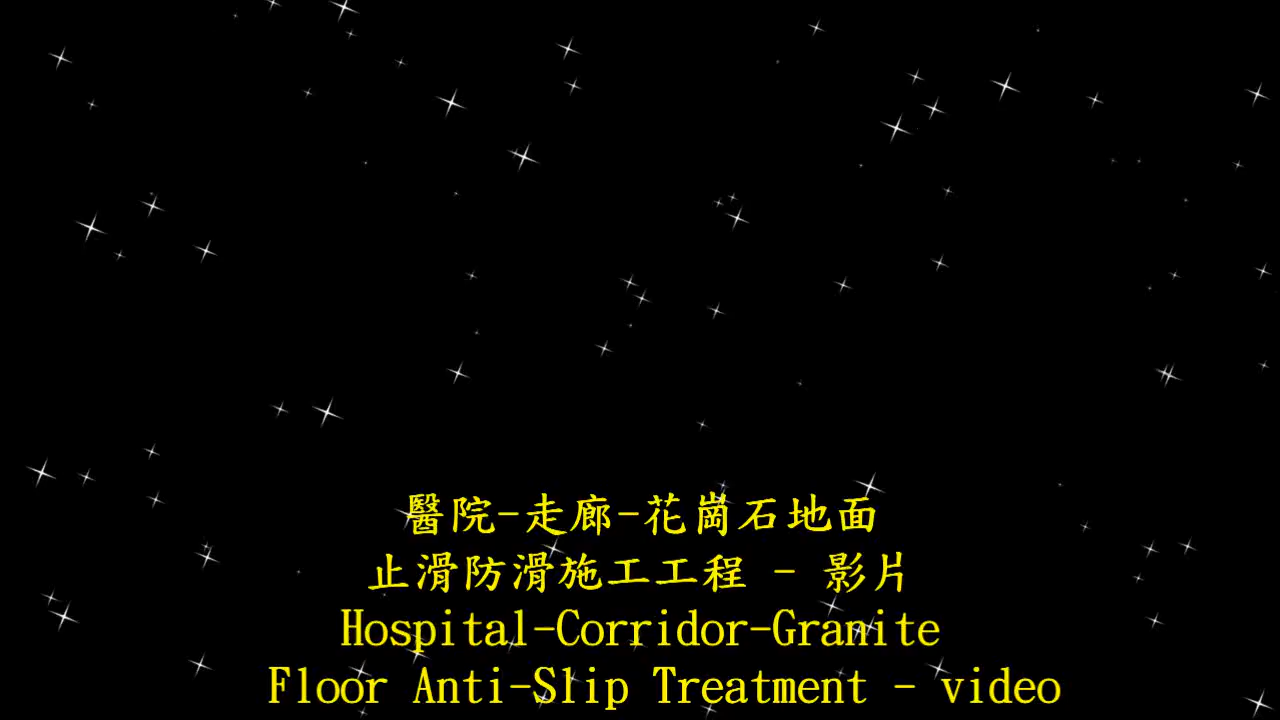 醫院-走廊-花崗石地面
止滑防滑施工工程 - 影片
Hospital-Corridor-Granite
Floor Anti-Slip Treatment - video